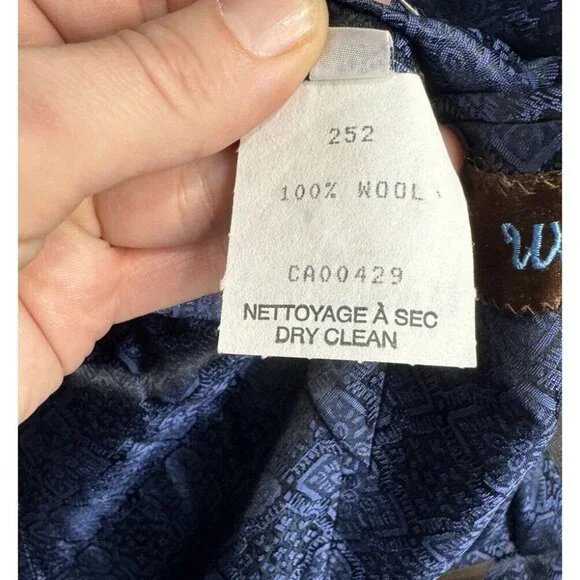 252
100% WOOL
CA00429
NETTOYAGE À SEC
DRY CLEAN